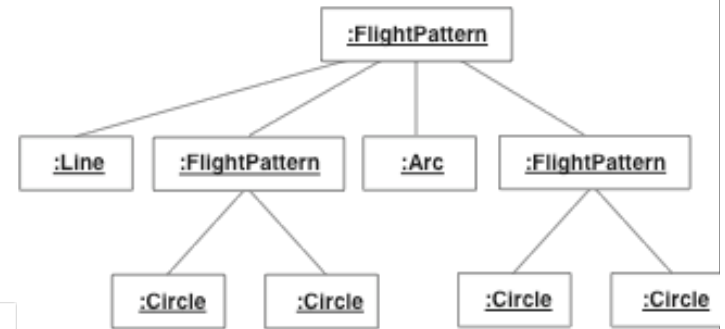 :FlightPattern
:Line
:FlightPattern
:Arc
:FlightPattern
:Circle
:Circle
:Circle
:Circle